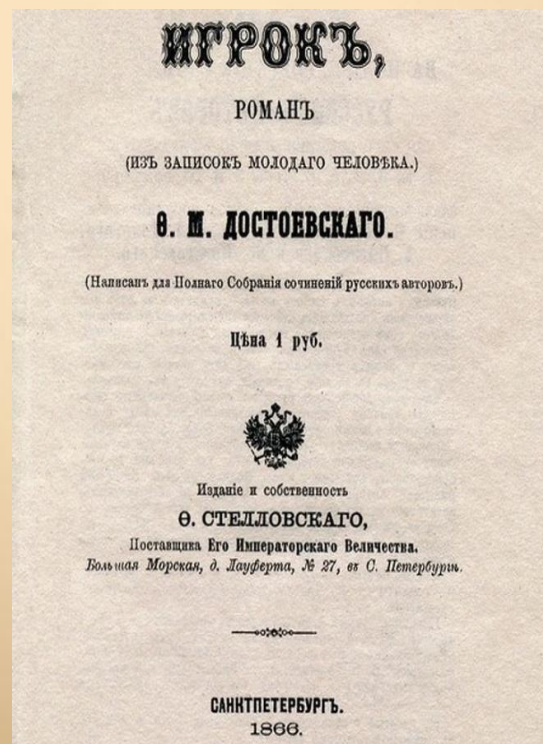 ИГРОКЪ,
РОМАНЪ
(ИЗЪ ЗАПИСОКЪ МОЛОДАГО ЧЕЛОВѢКА.)
Ѳ. М. ДОСТОЕВСКАГО.
(Написанъ для Полнаго Собранія сочиненій русскихъ авторовъ.)
Цѣна 1 руб.
Изданіе и собственность
Ѳ. СТЕЛЛОВСКАГО,
Поставщика Его Императорскаго Величества.
Большая Морская, д. Лауферта, № 27, въ С. Петербургѣ.
САНКТПЕТЕРБУРГЪ.
1866.